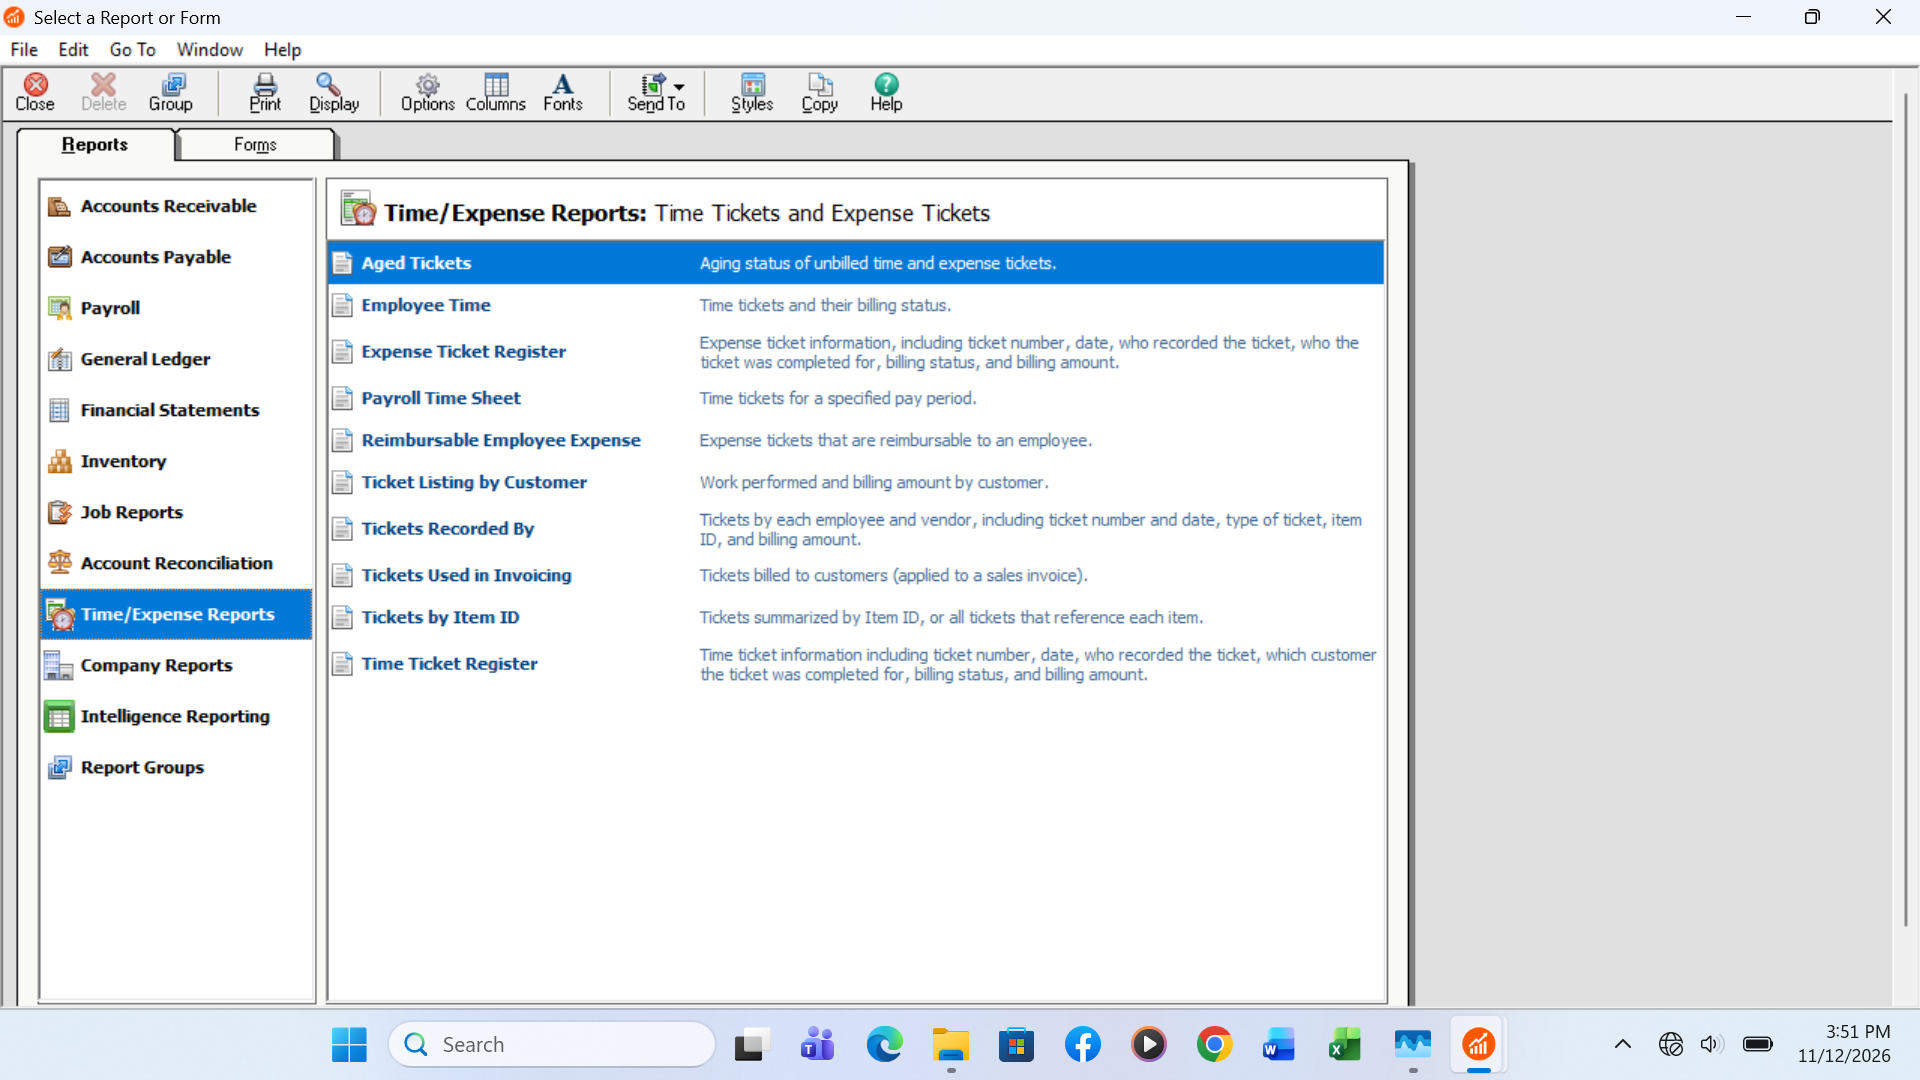 Select a Report or Form
File Edit Go To Window Help
Close Delete Group Print Display Options Columns Fonts Send To Styles Copy Help
Reports Forms
Accounts Receivable
Accounts Payable
Payroll
General Ledger
Financial Statements
Inventory
Job Reports
Account Reconciliation
Time/Expense Reports
Company Reports
Intelligence Reporting
Report Groups
Time/Expense Reports: Time Tickets and Expense Tickets
Aged Tickets Aging status of unbilled time and expense tickets.
Employee Time Time tickets and their billing status.
Expense Ticket Register Expense ticket information, including ticket number, date, who recorded the ticket, who the
ticket was completed for, billing status, and billing amount.
Payroll Time Sheet Time tickets for a specified pay period.
Reimbursable Employee Expense Expense tickets that are reimbursable to an employee.
Ticket Listing by Customer Work performed and billing amount by customer.
Tickets Recorded By Tickets by each employee and vendor, including ticket number and date, type of ticket, item
ID, and billing amount.
Tickets Used in Invoicing Tickets billed to customers (applied to a sales invoice).
Tickets by Item ID Tickets summarized by Item ID, or all tickets that reference each item.
Time Ticket Register Time ticket information including ticket number, date, who recorded the ticket, which customer
the ticket was completed for, billing status, and billing amount.
Search
3:51 PM
11/12/2026